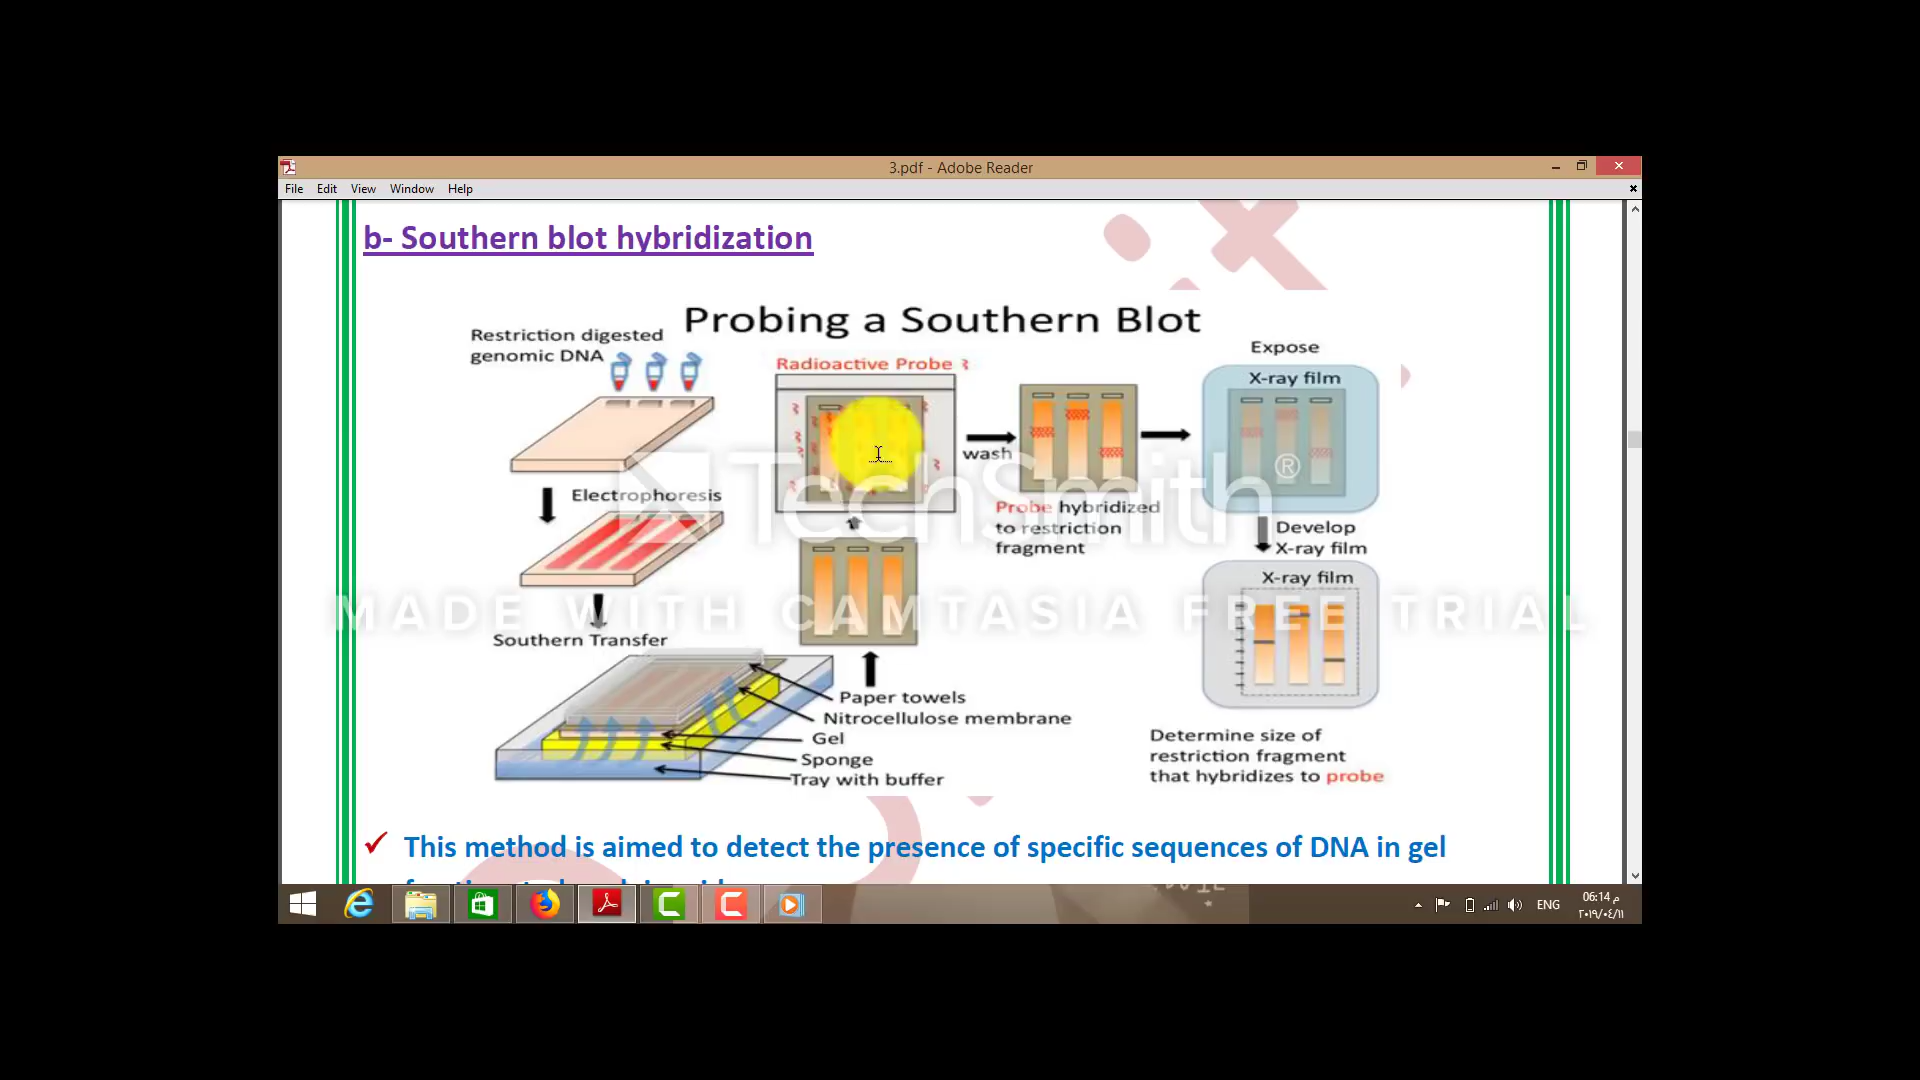 3.pdf - Adobe Reader
File Edit View Window Help
b- Southern blot hybridization
Probing a Southern Blot
Restriction digested
genomic DNA
Radioactive Probe
Expose
X-ray film
wash
Electrophoresis
Probe hybridized
to restriction
fragment
Develop
X-ray film
X-ray film
Southern Transfer
Paper towels
Nitrocellulose membrane
Gel
Sponge
Tray with buffer
Determine size of
restriction fragment
that hybridizes to probe
TechSmith®
MADE WITH CAMTASIA FREE TRIAL
This method is aimed to detect the presence of specific sequences of DNA in gel
ENG
06:14 م
٢٠١٩/٠٤/١١